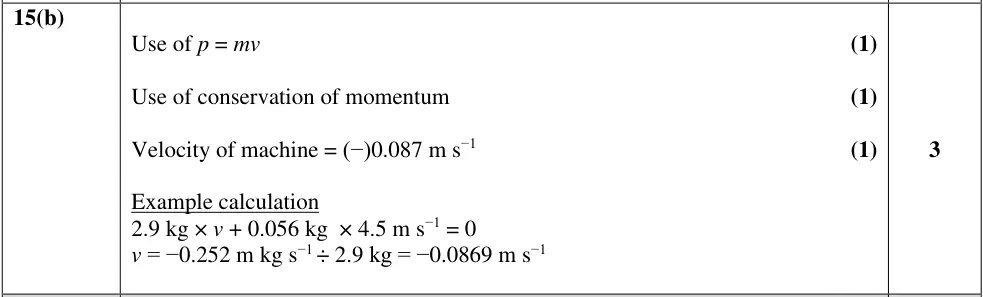 15(b)
Use of p = mv (1)
Use of conservation of momentum (1)
Velocity of machine = (−)0.087 m s⁻¹ (1) 3
Example calculation
2.9 kg × v + 0.056 kg × 4.5 m s⁻¹ = 0
v = −0.252 m kg s⁻¹ ÷ 2.9 kg = −0.0869 m s⁻¹